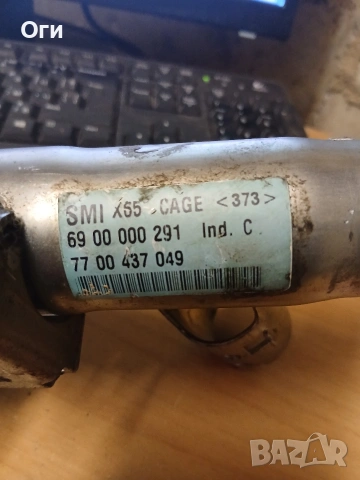 Оги
SMI X55 CAGE <373>
69 00 000 291 Ind. C
77 00 437 049
bazar